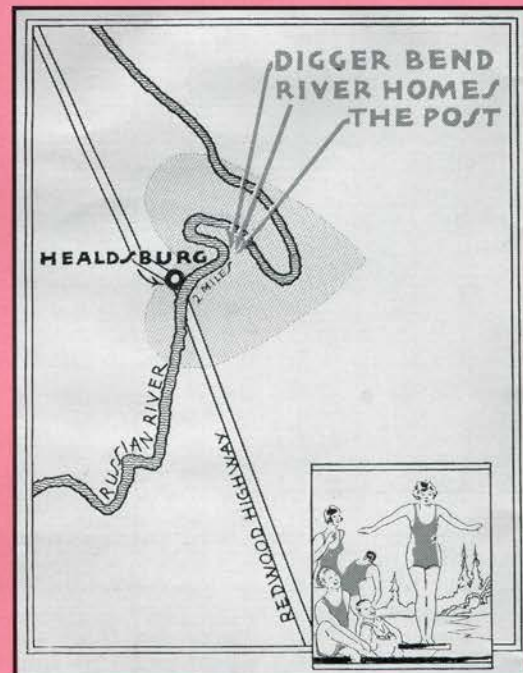 DIGGER BEND
RIVER HOMES
THE POST
HEALDSBURG
2 MILES
RUSSIAN RIVER
REDWOOD HIGHWAY